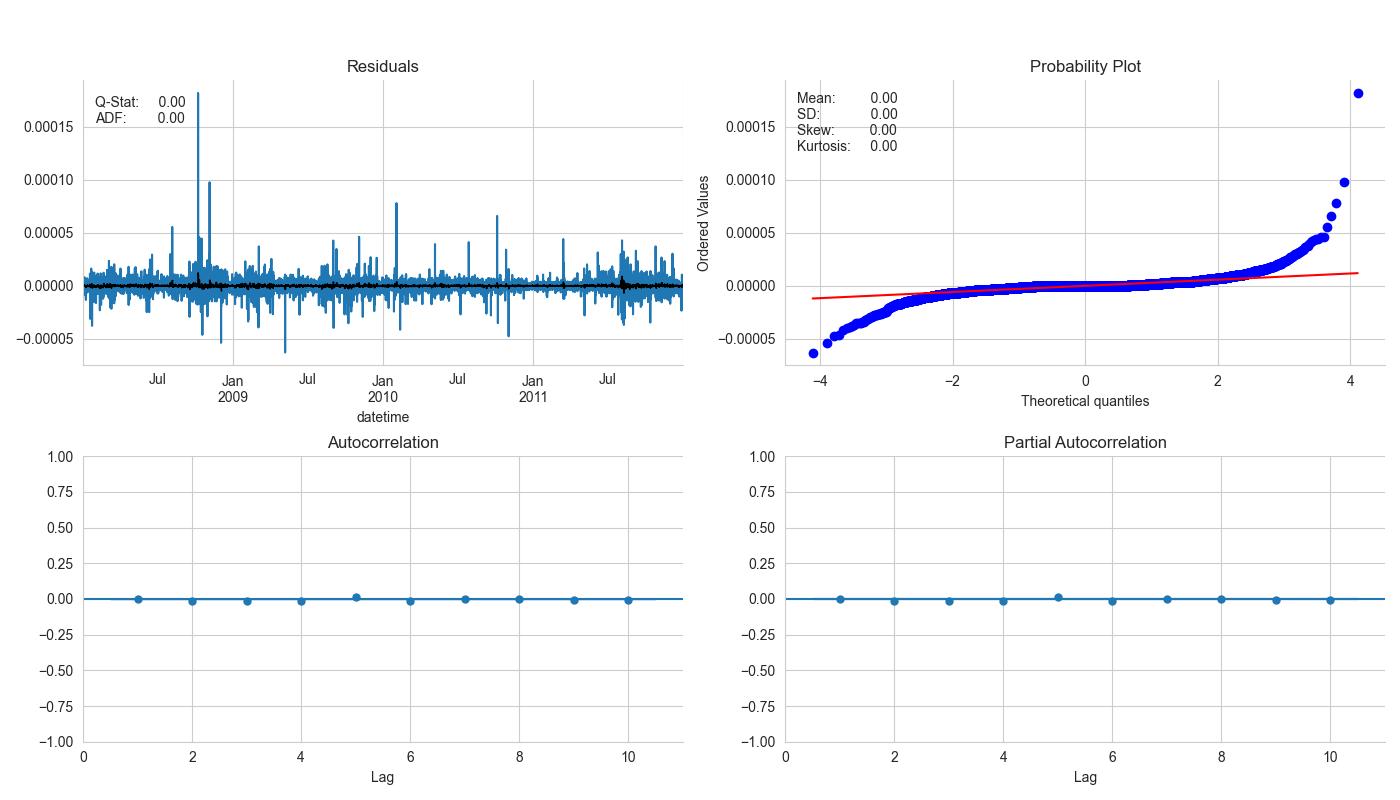 Residuals
Q-Stat: 0.00
ADF: 0.00
0.00015
0.00010
0.00005
0.00000
−0.00005
Jul
Jan
2009
Jul
Jan
2010
Jul
Jan
2011
Jul
datetime
Probability Plot
Mean: 0.00
SD: 0.00
Skew: 0.00
Kurtosis: 0.00
Ordered Values
0.00015
0.00010
0.00005
0.00000
−0.00005
−4 −2 0 2 4
Theoretical quantiles
Autocorrelation
1.00
0.75
0.50
0.25
0.00
−0.25
−0.50
−0.75
−1.00
0 2 4 6 8 10
Lag
Partial Autocorrelation
1.00
0.75
0.50
0.25
0.00
−0.25
−0.50
−0.75
−1.00
0 2 4 6 8 10
Lag